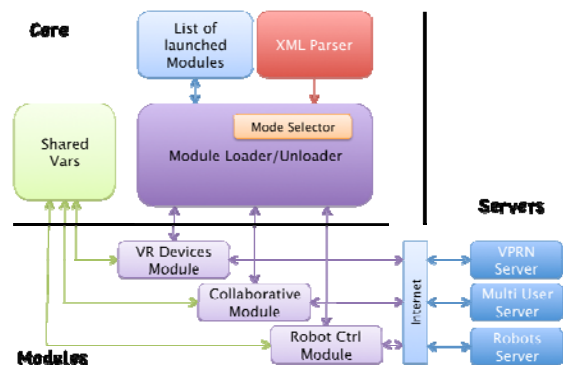 Core
List of
launched
Modules
XML Parser
Mode Selector
Module Loader/Unloader
Shared
Vars
Servers
VR Devices
Module
VPRN
Server
Collaborative
Module
Internet
Multi User
Server
Robot Ctrl
Module
Robots
Server
Modules